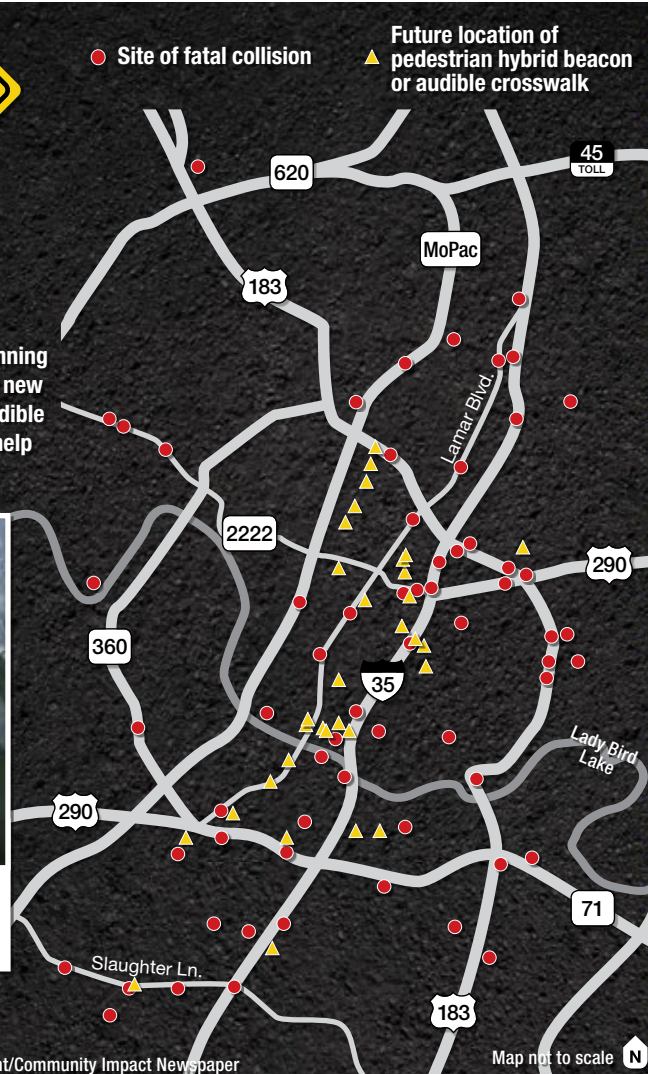 Site of fatal collision
Future location of
pedestrian hybrid beacon
or audible crosswalk
45
TOLL
620
MoPac
183
Lamar Blvd.
2222
290
360
35
Lady Bird
Lake
290
71
Slaughter Ln.
183
Map not to scale
N
/Community Impact Newspaper
new
help